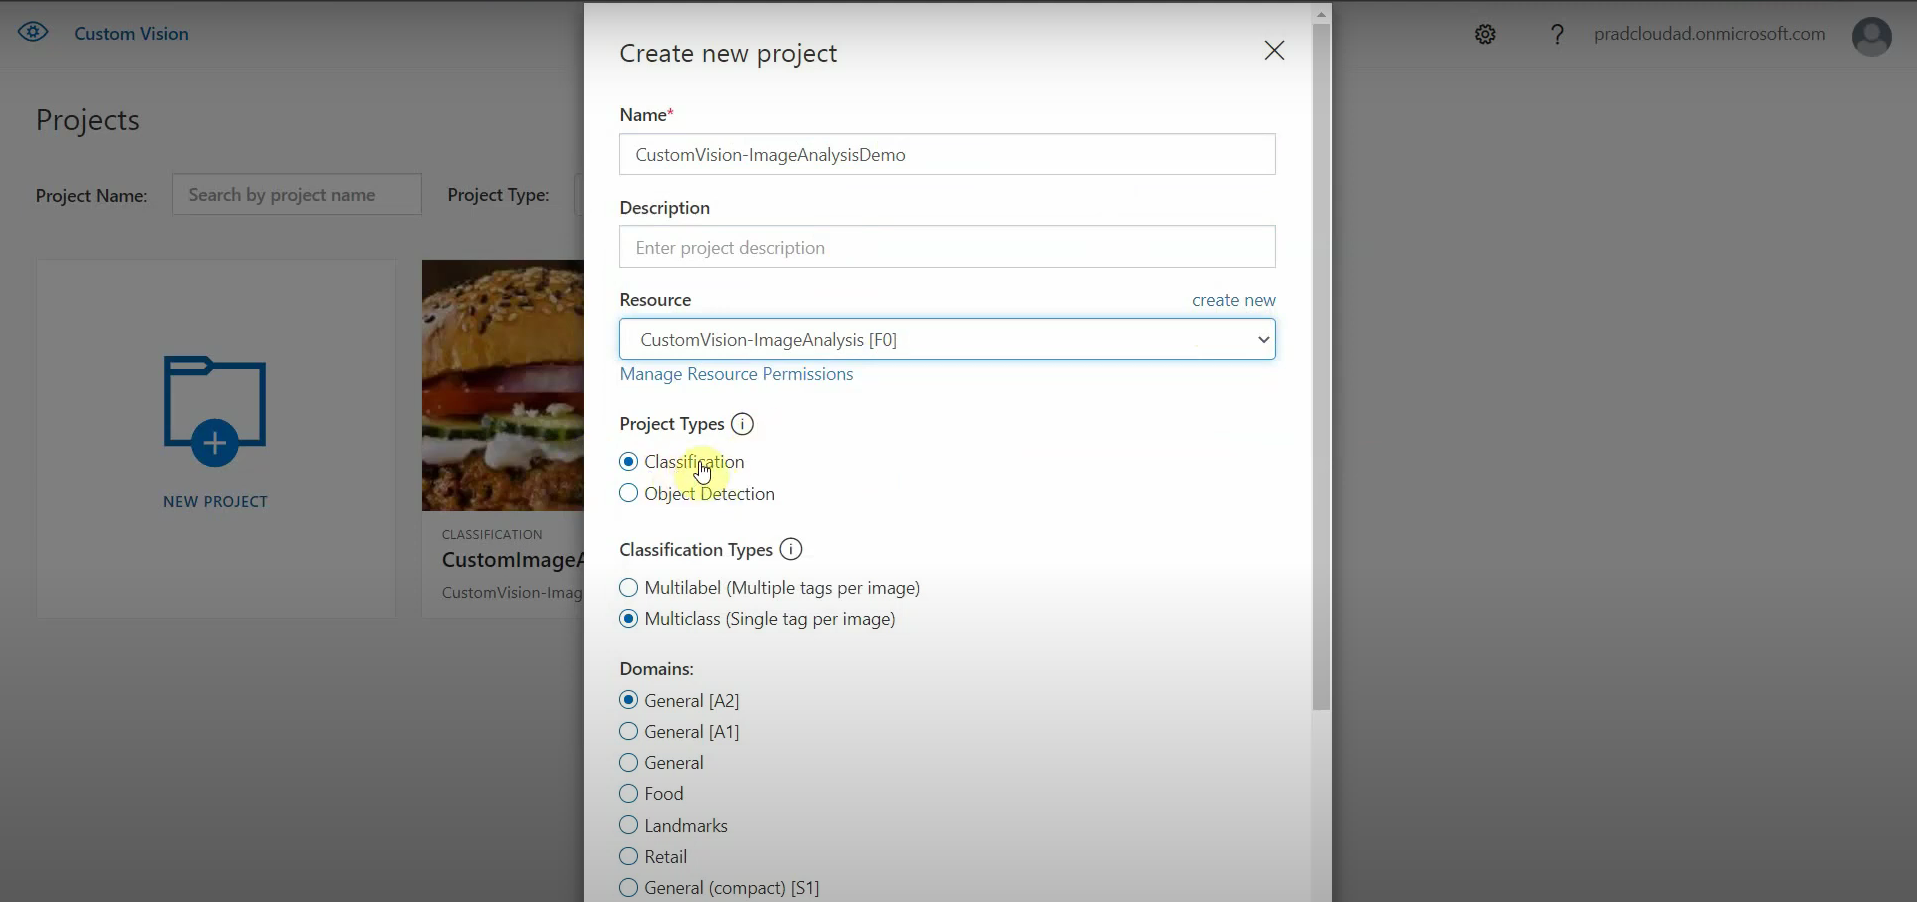 Custom Vision
pradcloudad.onmicrosoft.com
Projects
Project Name:
Search by project name
Project Type:
NEW PROJECT
CLASSIFICATION
CustomImageA
CustomVision-Imag
Create new project
Name*
CustomVision-ImageAnalysisDemo
Description
Enter project description
Resource
create new
CustomVision-ImageAnalysis [F0]
Manage Resource Permissions
Project Types
Classification
Object Detection
Classification Types
Multilabel (Multiple tags per image)
Multiclass (Single tag per image)
Domains:
General [A2]
General [A1]
General
Food
Landmarks
Retail
General (compact) [S1]